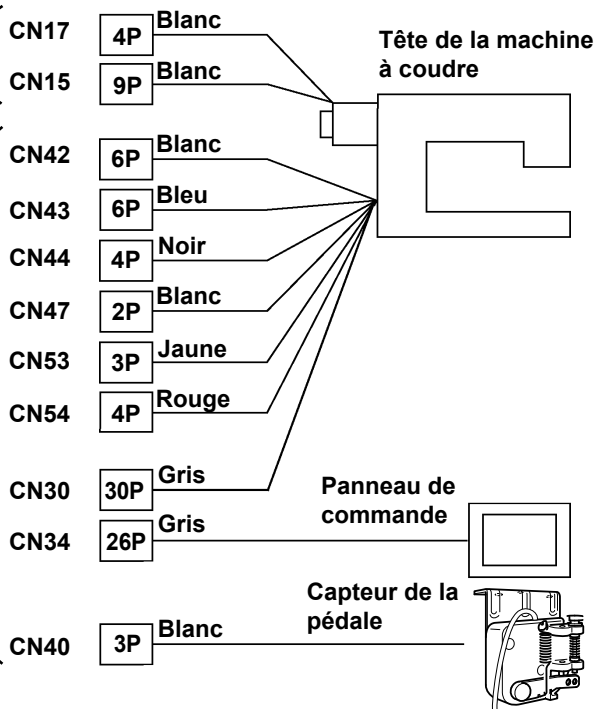 CN17 4P Blanc
Tête de la machine
à coudre
CN15 9P Blanc
CN42 6P Blanc
CN43 6P Bleu
CN44 4P Noir
CN47 2P Blanc
CN53 3P Jaune
CN54 4P Rouge
CN30 30P Gris
Panneau de
commande
CN34 26P Gris
Capteur de la
pédale
CN40 3P Blanc